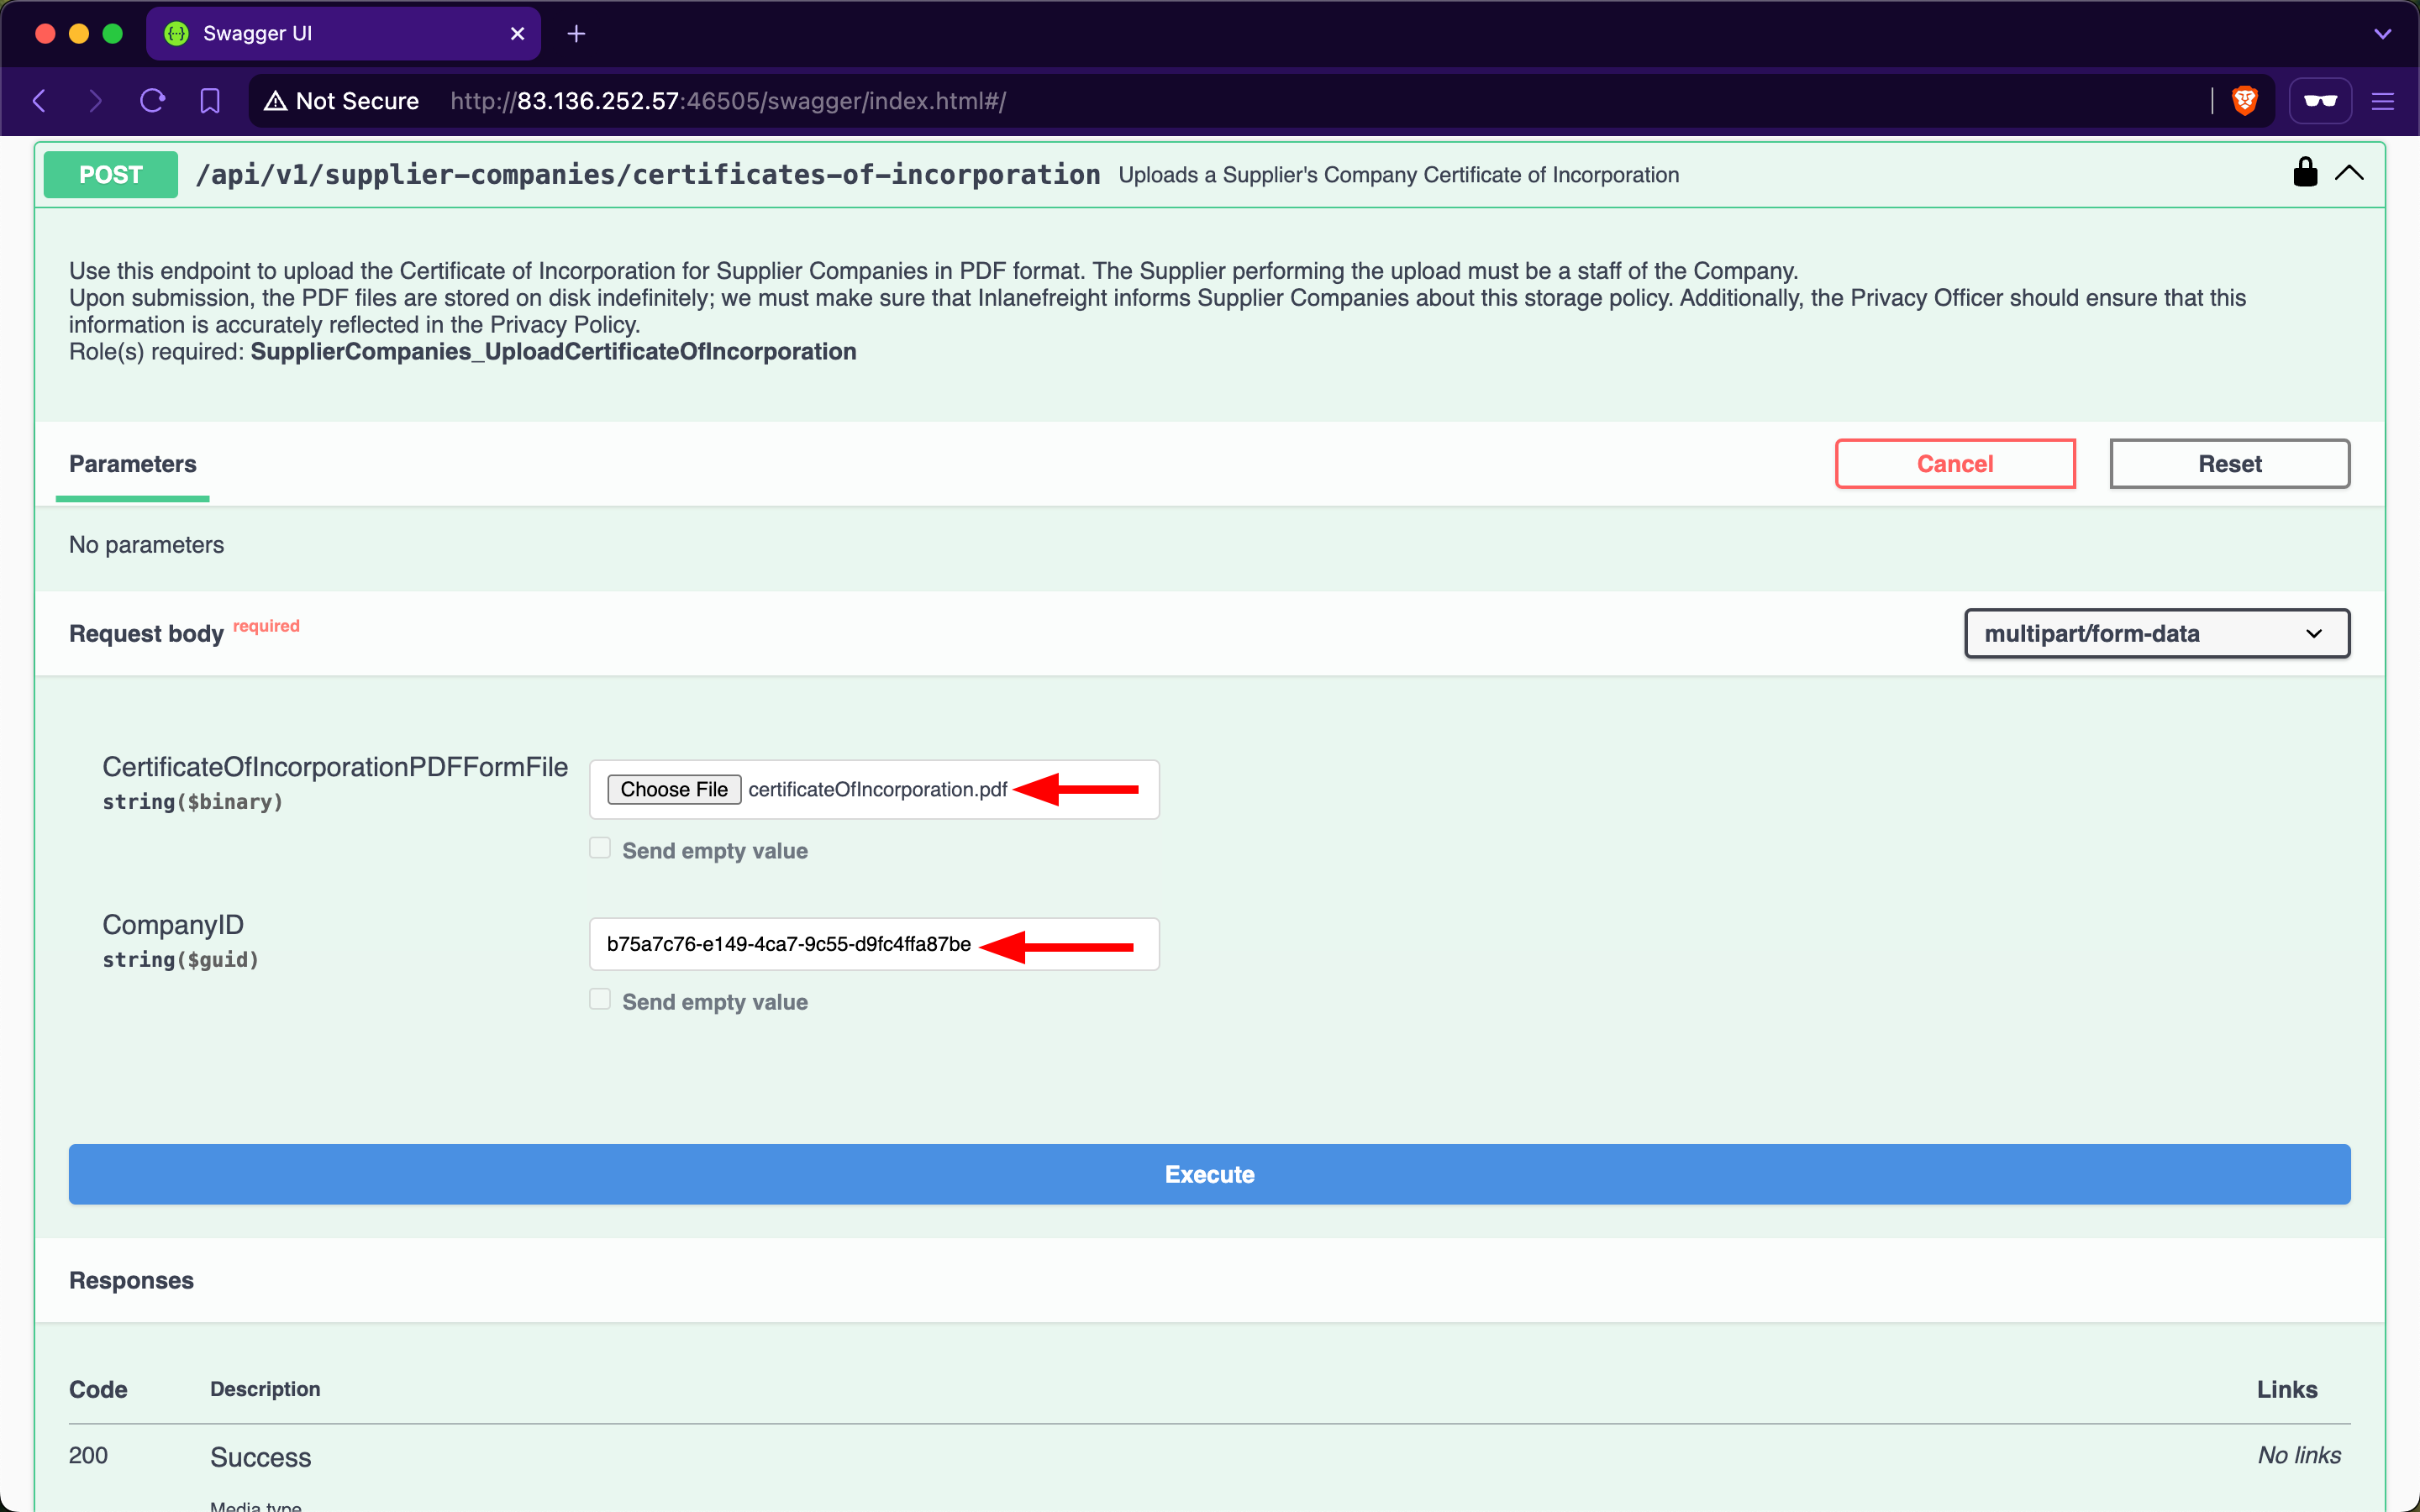 Swagger UI
Not Secure http://83.136.252.57:46505/swagger/index.html#/
POST /api/v1/supplier-companies/certificates-of-incorporation Uploads a Supplier's Company Certificate of Incorporation
Use this endpoint to upload the Certificate of Incorporation for Supplier Companies in PDF format. The Supplier performing the upload must be a staff of the Company.
Upon submission, the PDF files are stored on disk indefinitely; we must make sure that Inlanefreight informs Supplier Companies about this storage policy. Additionally, the Privacy Officer should ensure that this
information is accurately reflected in the Privacy Policy.
Role(s) required: SupplierCompanies_UploadCertificateOfIncorporation
Parameters
Cancel
Reset
No parameters
Request body required
multipart/form-data
CertificateOfIncorporationPDFFormFile
string($binary)
Choose File certificateOfIncorporation.pdf
Send empty value
CompanyID
string($guid)
b75a7c76-e149-4ca7-9c55-d9fc4ffa87be
Send empty value
Execute
Responses
Code Description Links
200 Success No links
Media type